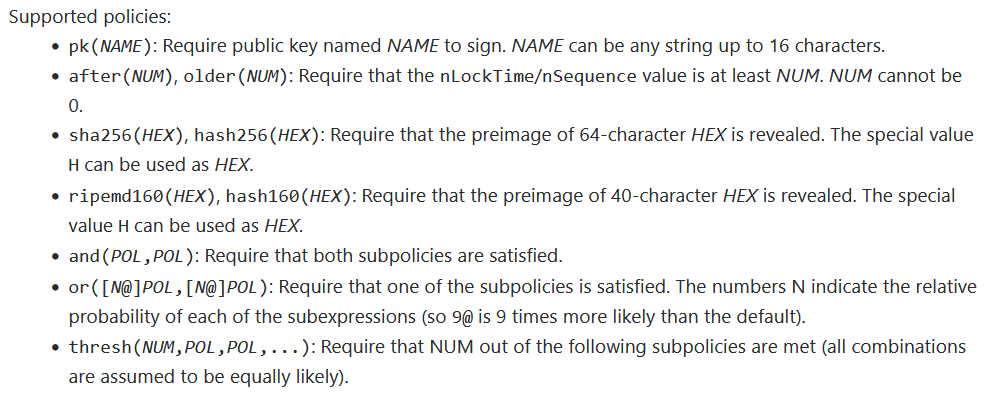 Supported policies:
• pk(NAME): Require public key named NAME to sign. NAME can be any string up to 16 characters.
• after(NUM), older(NUM): Require that the nLockTime/nSequence value is at least NUM. NUM cannot be
0.
• sha256(HEX), hash256(HEX): Require that the preimage of 64-character HEX is revealed. The special value
H can be used as HEX.
• ripemd160(HEX), hash160(HEX): Require that the preimage of 40-character HEX is revealed. The special
value H can be used as HEX.
• and(POL,POL): Require that both subpolicies are satisfied.
• or([N@]POL,[N@]POL): Require that one of the subpolicies is satisfied. The numbers N indicate the relative
probability of each of the subexpressions (so 9@ is 9 times more likely than the default).
• thresh(NUM,POL,POL,...): Require that NUM out of the following subpolicies are met (all combinations
are assumed to be equally likely).